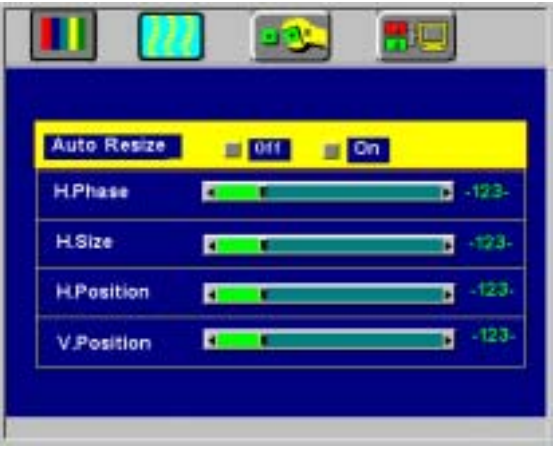 Auto Resize Off On
H.Phase -123-
H.Size -123-
H.Position -123-
V.Position -123-